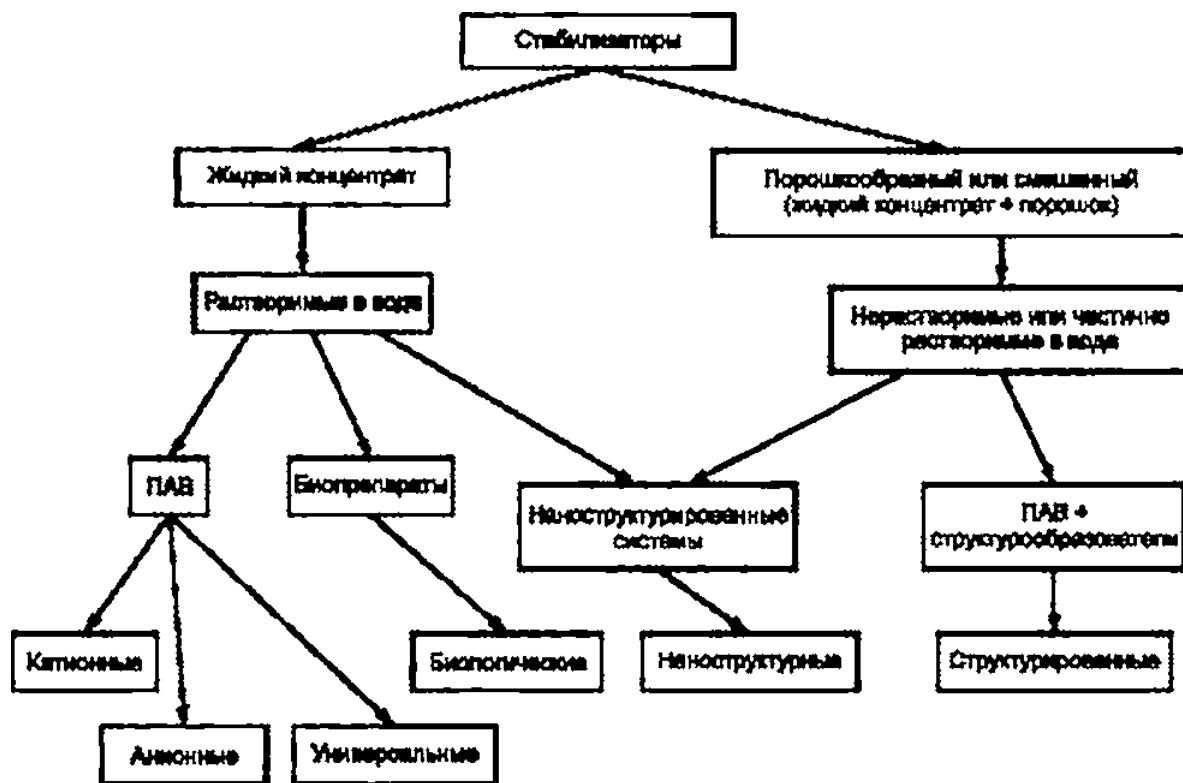 Стабилизаторы
Жидкий концентрат
Порошкообразный или смешанный
(жидкий концентрат + порошок)
Растворимые в воде
Нерастворимые или частично
растворимые в воде
ПАВ
Биопрепараты
Наноструктурированные
системы
ПАВ +
структурообразователи
Катионные
Биологические
Наноструктурные
Структурированные
Анионные
Универсальные